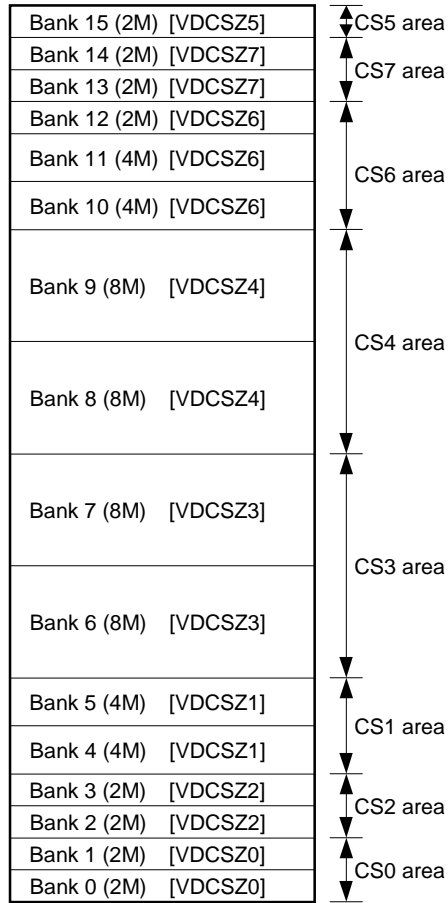 Bank 15 (2M) [VDCSZ5] CS5 area
Bank 14 (2M) [VDCSZ7]
CS7 area
Bank 13 (2M) [VDCSZ7]
Bank 12 (2M) [VDCSZ6]
Bank 11 (4M) [VDCSZ6]
CS6 area
Bank 10 (4M) [VDCSZ6]
Bank 9 (8M) [VDCSZ4]
CS4 area
Bank 8 (8M) [VDCSZ4]
Bank 7 (8M) [VDCSZ3]
CS3 area
Bank 6 (8M) [VDCSZ3]
Bank 5 (4M) [VDCSZ1]
CS1 area
Bank 4 (4M) [VDCSZ1]
Bank 3 (2M) [VDCSZ2]
CS2 area
Bank 2 (2M) [VDCSZ2]
Bank 1 (2M) [VDCSZ0]
CS0 area
Bank 0 (2M) [VDCSZ0]